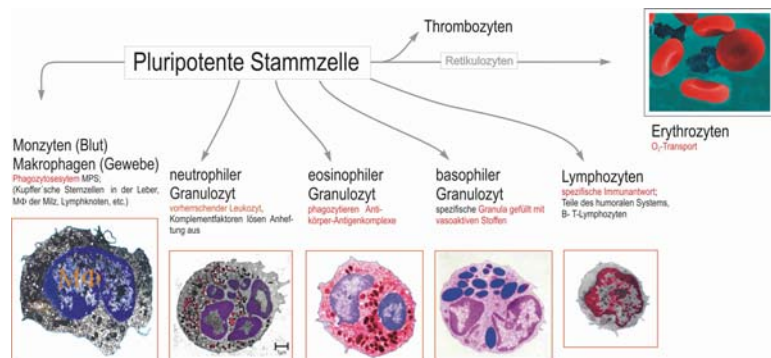 Thrombozyten
Pluripotente Stammzelle
Retikulozyten
Erythrozyten
O₂-Transport
Monzyten (Blut)
Makrophagen (Gewebe)
Phagozytosesytem MPS;
(Kupffer´sche Sternzellen in der Leber,
MΦ der Milz, Lymphknoten, etc.)
neutrophiler
Granulozyt
vorherrschender Leukozyt,
Komplementfaktoren lösen Anhef-
tung aus
eosinophiler
Granulozyt
phagozytieren Anti-
körper-Antigenkomplexe
basophiler
Granulozyt
spezifische Granula gefüllt mit
vasoaktiven Stoffen
Lymphozyten
spezifische Immunantwort;
Teile des humoralen Systems,
B- T-Lymphozyten
MΦ